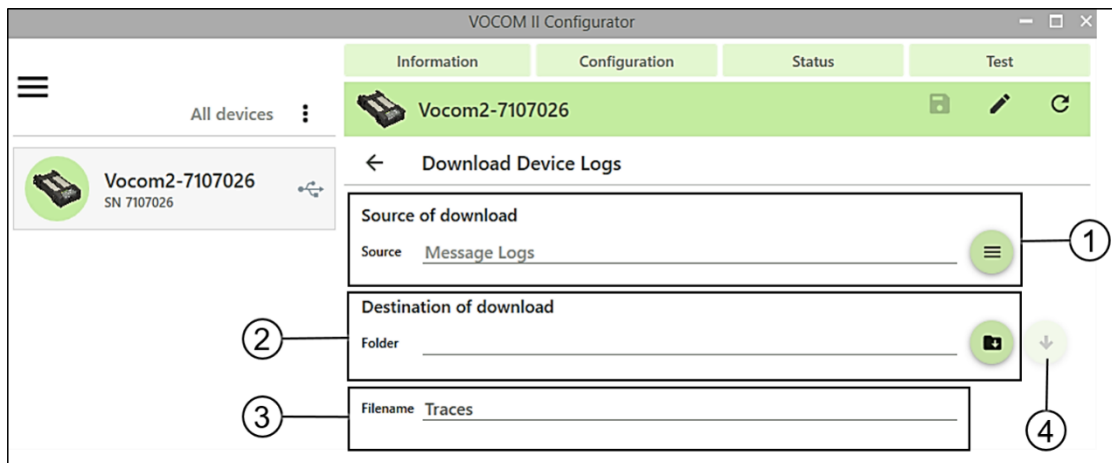 VOCOM II Configurator
Information Configuration Status Test
All devices
Vocom2-7107026
Vocom2-7107026
SN 7107026
Download Device Logs
Source of download
Source Message Logs
1
Destination of download
Folder
2
Filename Traces
3
4